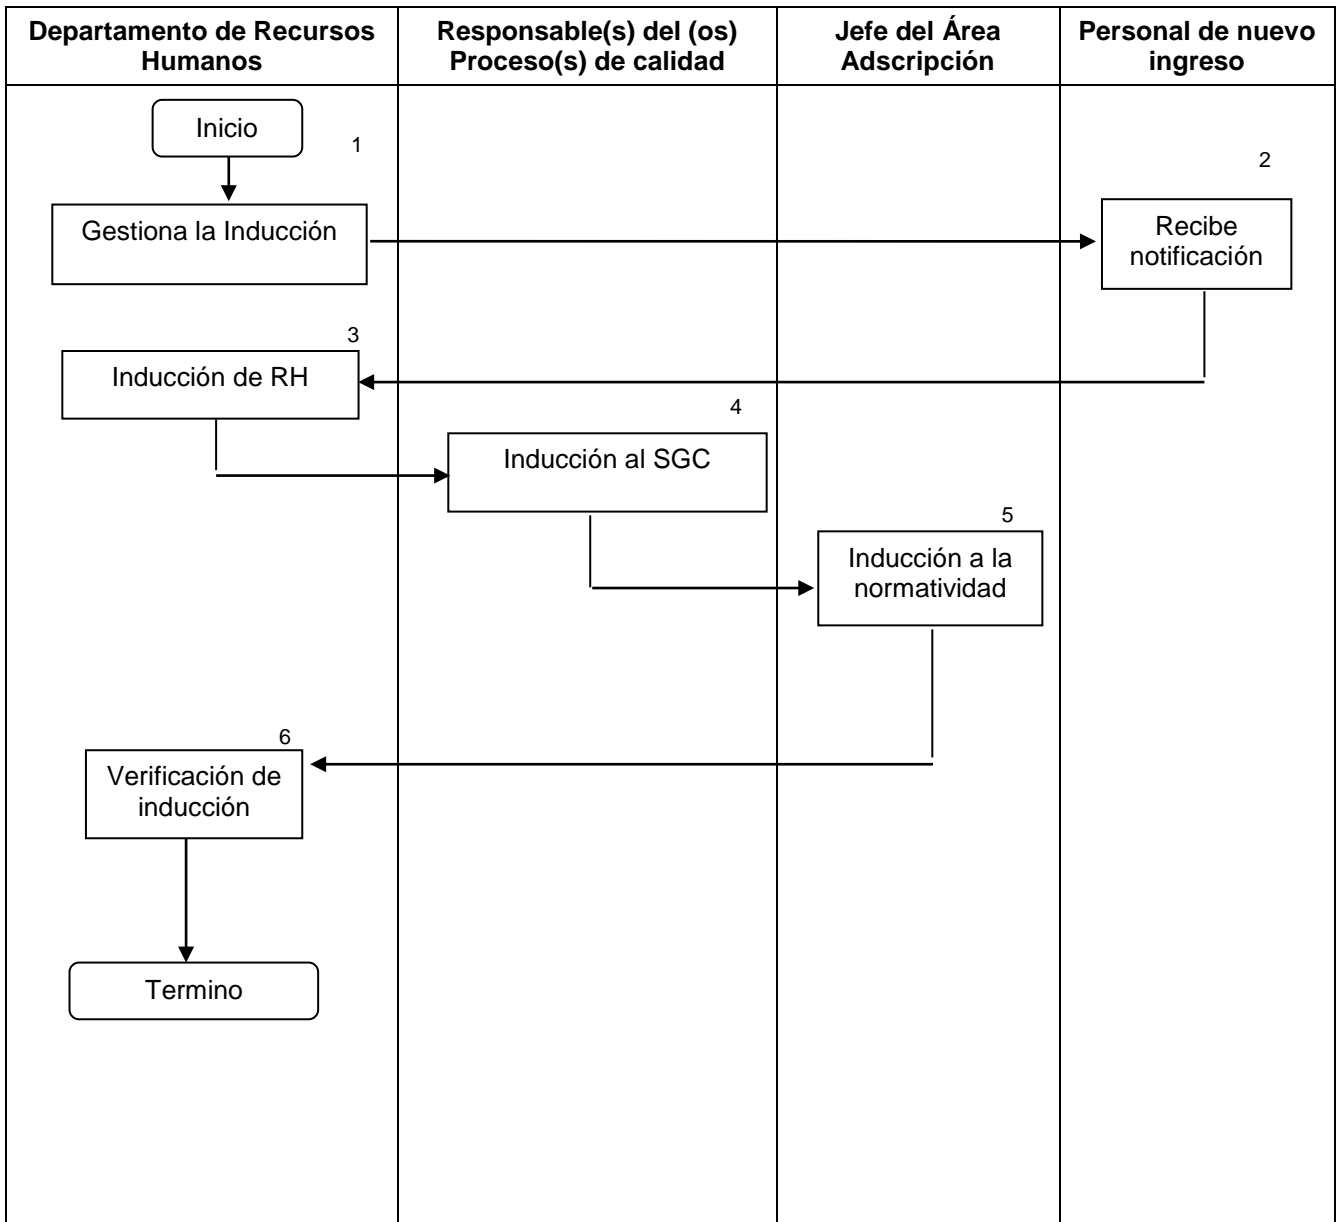 Departamento de Recursos
Humanos
Responsable(s) del (os)
Proceso(s) de calidad
Jefe del Área
Adscripción
Personal de nuevo
ingreso
Inicio
1
2
Gestiona la Inducción
Recibe
notificación
3
Inducción de RH
4
Inducción al SGC
5
Inducción a la
normatividad
6
Verificación de
inducción
Termino